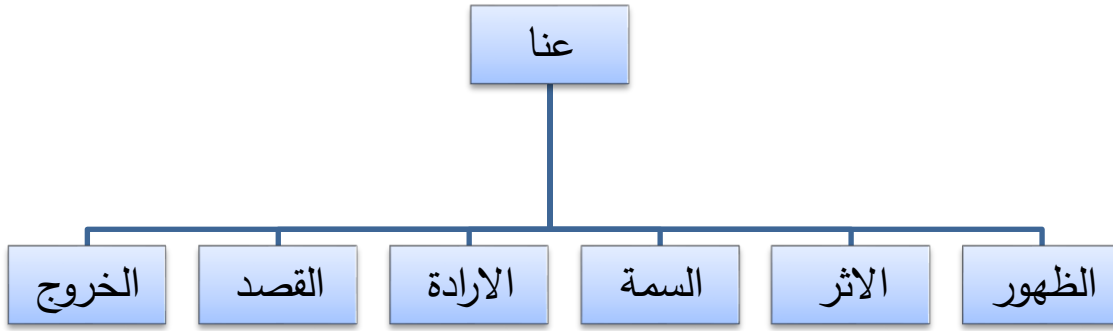 عنا
الظهور
الاثر
السمة
الارادة
القصد
الخروج